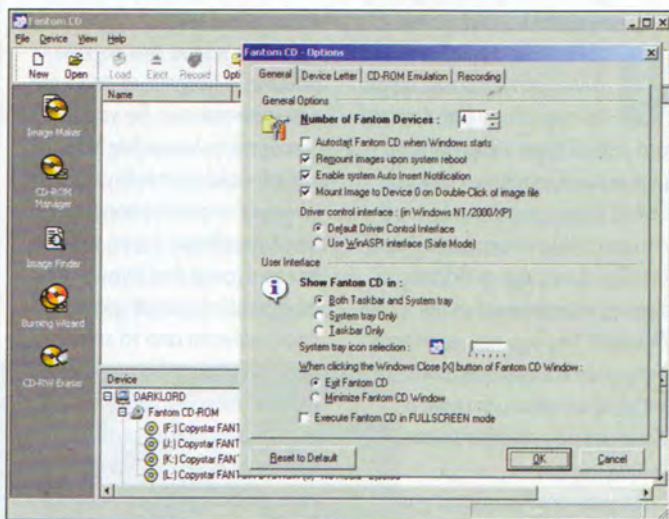 Fantom CD
File Device View Help
New Open Load Eject Record
Name
Image Maker
CD-ROM Manager
Image Finder
Burning Wizard
CD-RW Eraser
Device
DARKLORD
Fantom CD-ROM
(F:) Copystar FANT
(J:) Copystar FANT
(K:) Copystar FANT
(L:) Copystar
Fantom CD - Options
General Device Letter CD-ROM Emulation Recording
General Options
Number of Fantom Devices : 4
Autostart Fantom CD when Windows starts
Remount images upon system reboot
Enable system Auto Insert Notification
Mount Image to Device 0 on Double-Click of image file
Driver control interface : (in Windows NT/2000/XP)
Default Driver Control Interface
Use WinASPI interface (Safe Mode)
User Interface
Show Fantom CD in :
Both Taskbar and System tray
System tray Only
Taskbar Only
System tray icon selection :
When clicking the Windows Close [X] button of Fantom CD Window :
Exit Fantom CD
Minimize Fantom CD Window
Execute Fantom CD in FULLSCREEN mode
Reset to Default OK Cancel